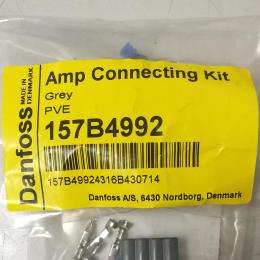 Danfoss
MADE IN
DENMARK
Amp Connecting Kit
Grey
PVE
157B4992
157B49924316B430714
Danfoss A/S, 6430 Nordborg, Denmark